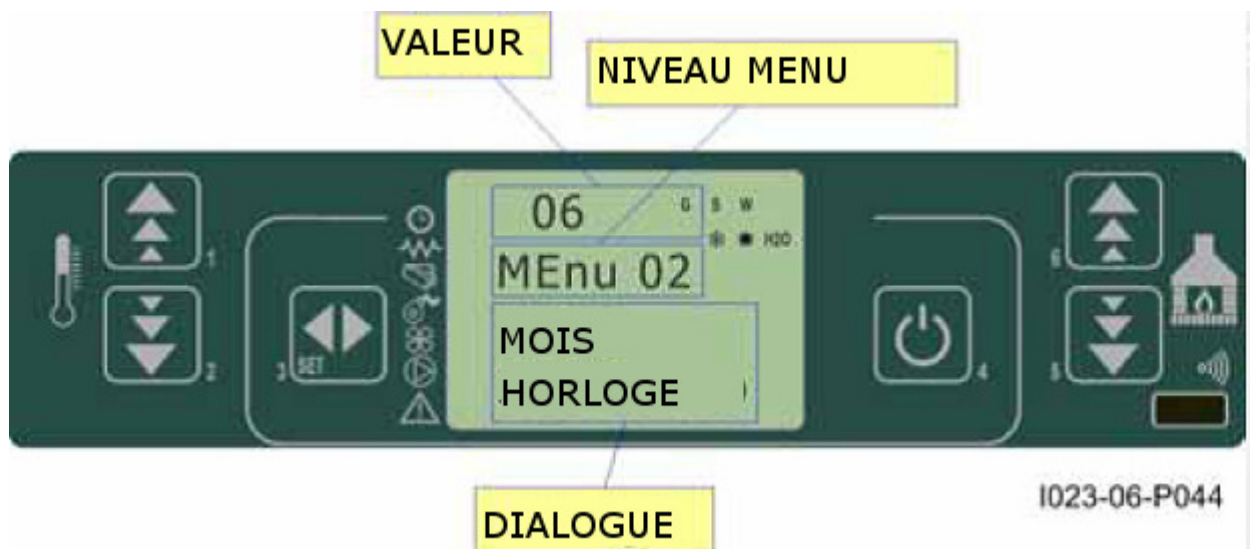 VALEUR
NIVEAU MENU
06
G B W
H2O
MEnu 02
MOIS
HORLOGE
1
2
3 SET
4
5
6
DIALOGUE
I023-06-P044